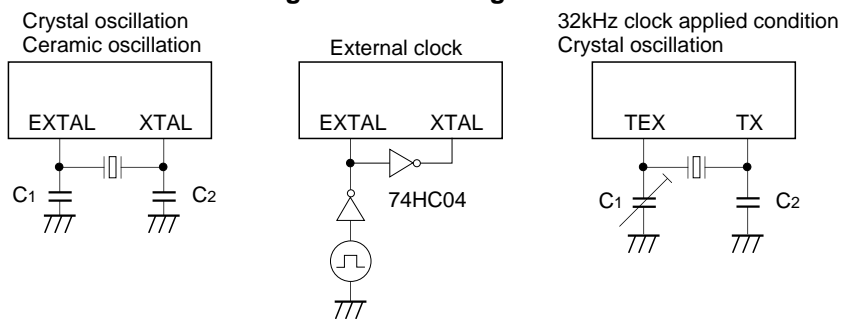 Crystal oscillation
Ceramic oscillation
EXTAL XTAL
C1 C2
External clock
EXTAL XTAL
74HC04
32kHz clock applied condition
Crystal oscillation
TEX TX
C1 C2